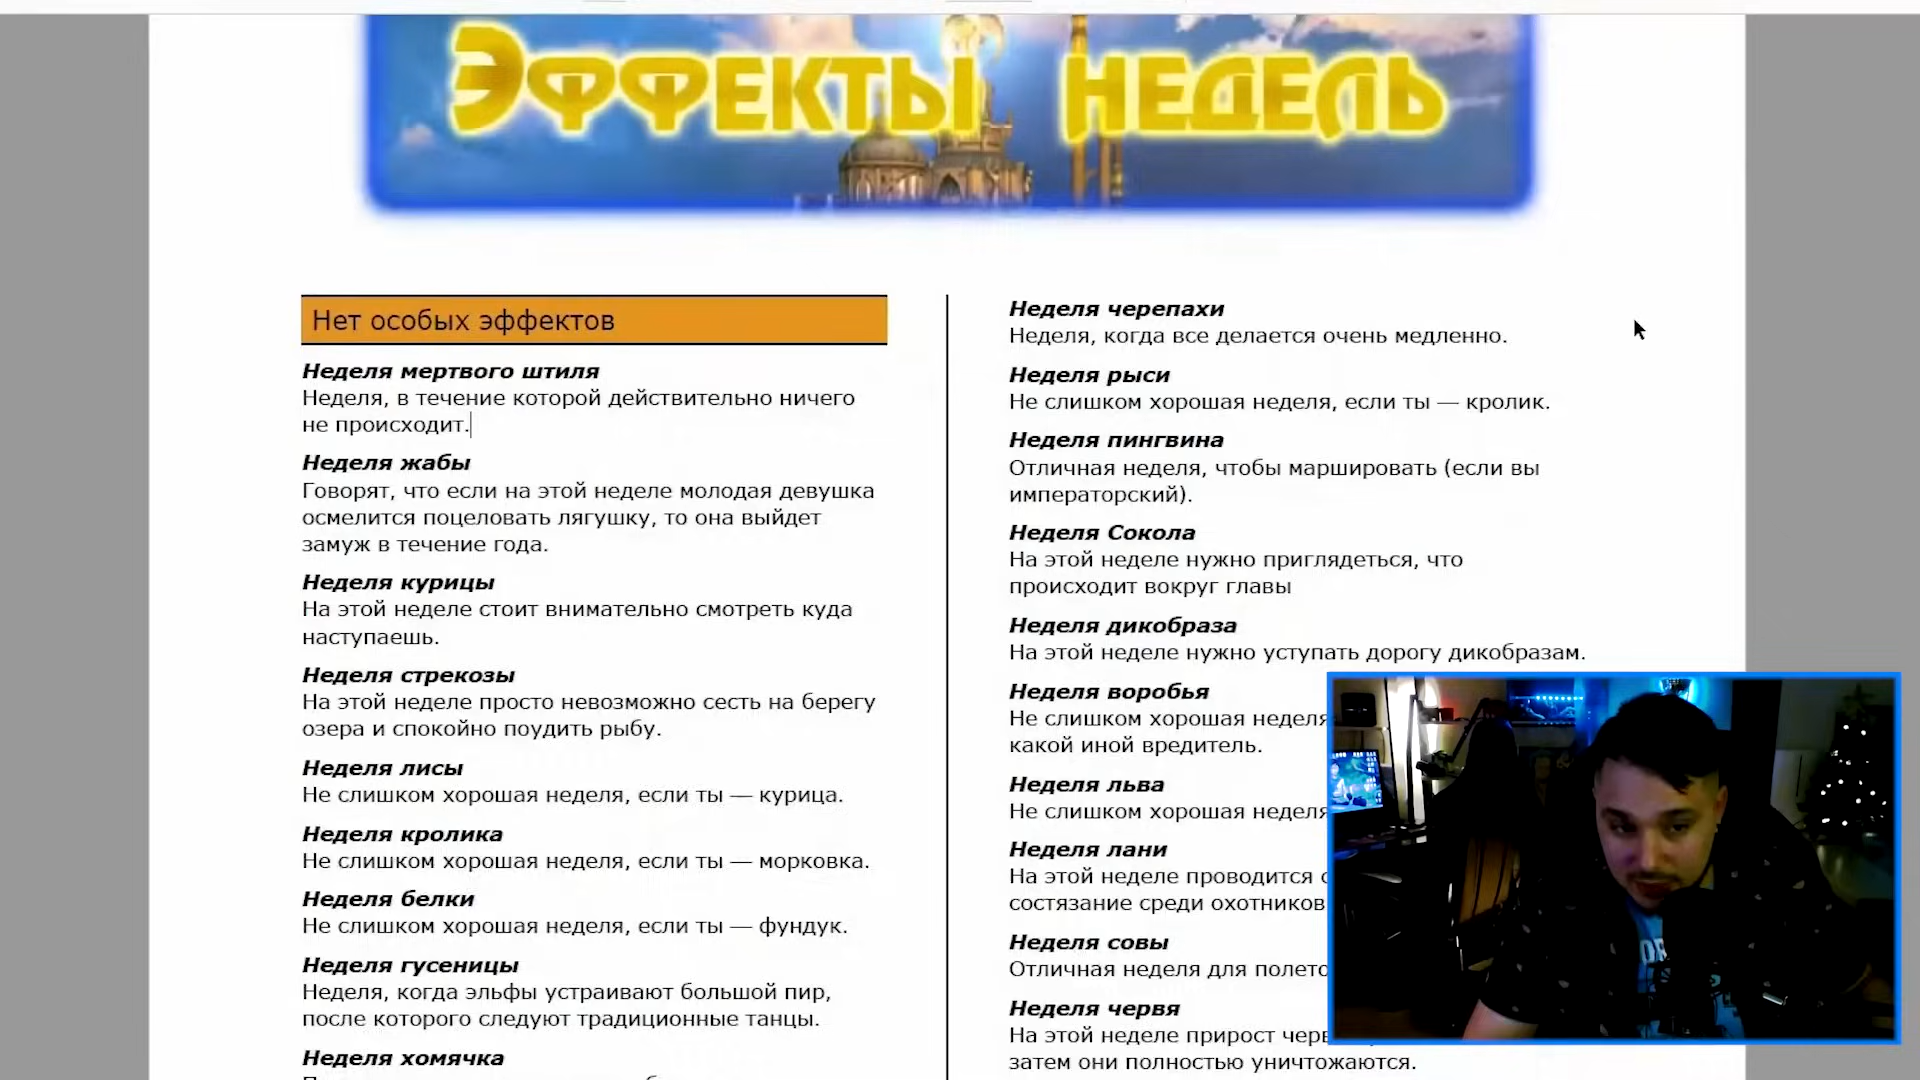 Эффекты недель
Нет особых эффектов
Неделя мертвого штиля
Неделя, в течение которой действительно ничего
не происходит.
Неделя жабы
Говорят, что если на этой неделе молодая девушка
осмелится поцеловать лягушку, то она выйдет
замуж в течение года.
Неделя курицы
На этой неделе стоит внимательно смотреть куда
наступаешь.
Неделя стрекозы
На этой неделе просто невозможно сесть на берегу
озера и спокойно поудить рыбу.
Неделя лисы
Не слишком хорошая неделя, если ты — курица.
Неделя кролика
Не слишком хорошая неделя, если ты — морковка.
Неделя белки
Не слишком хорошая неделя, если ты — фундук.
Неделя гусеницы
Неделя, когда эльфы устраивают большой пир,
после которого следуют традиционные танцы.
Неделя хомячка
Неделя черепахи
Неделя, когда все делается очень медленно.
Неделя рыси
Не слишком хорошая неделя, если ты — кролик.
Неделя пингвина
Отличная неделя, чтобы маршировать (если вы
императорский).
Неделя Сокола
На этой неделе нужно приглядеться, что
происходит вокруг главы
Неделя дикобраза
На этой неделе нужно уступать дорогу дикобразам.
Неделя воробья
Не слишком хорошая неделя
какой иной вредитель.
Неделя льва
Не слишком хорошая неделя
Неделя лани
На этой неделе проводится
состязание среди охотников
Неделя совы
Отличная неделя для
Неделя червя
На этой неделе прирост
затем они полностью уничтожаются.